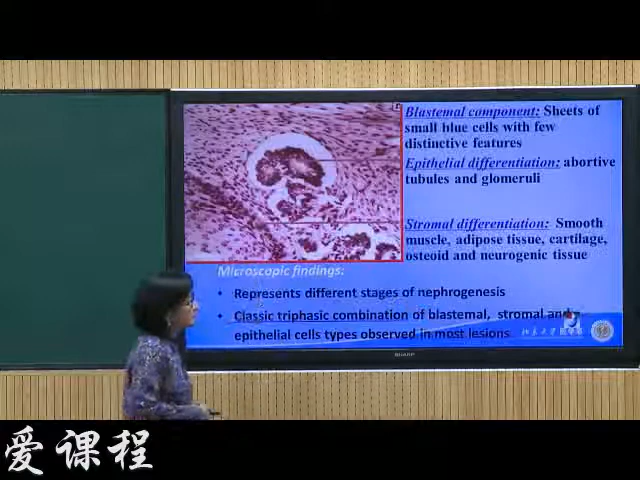 Blastemal component: Sheets of
small blue cells with few
distinctive features
Epithelial differentiation: abortive
tubules and glomeruli
Stromal differentiation: Smooth
muscle, adipose tissue, cartilage,
osteoid and neurogenic tissue
Microscopic findings:
• Represents different stages of nephrogenesis
• Classic triphasic combination of blastemal, stromal and
epithelial cells types observed in most lesions.
SHARP
爱课程